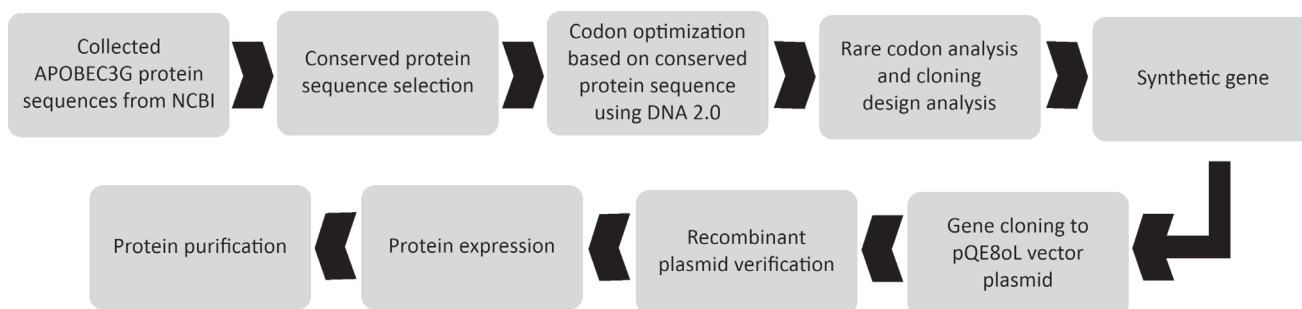 Collected
APOBEC3G protein
sequences from NCBI
Conserved protein
sequence selection
Codon optimization
based on conserved
protein sequence
using DNA 2.0
Rare codon analysis
and cloning
design analysis
Synthetic gene
Gene cloning to
pQE8oL vector
plasmid
Recombinant
plasmid verification
Protein expression
Protein purification